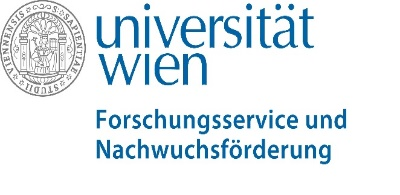 universität
wien
Forschungsservice und
Nachwuchsförderung